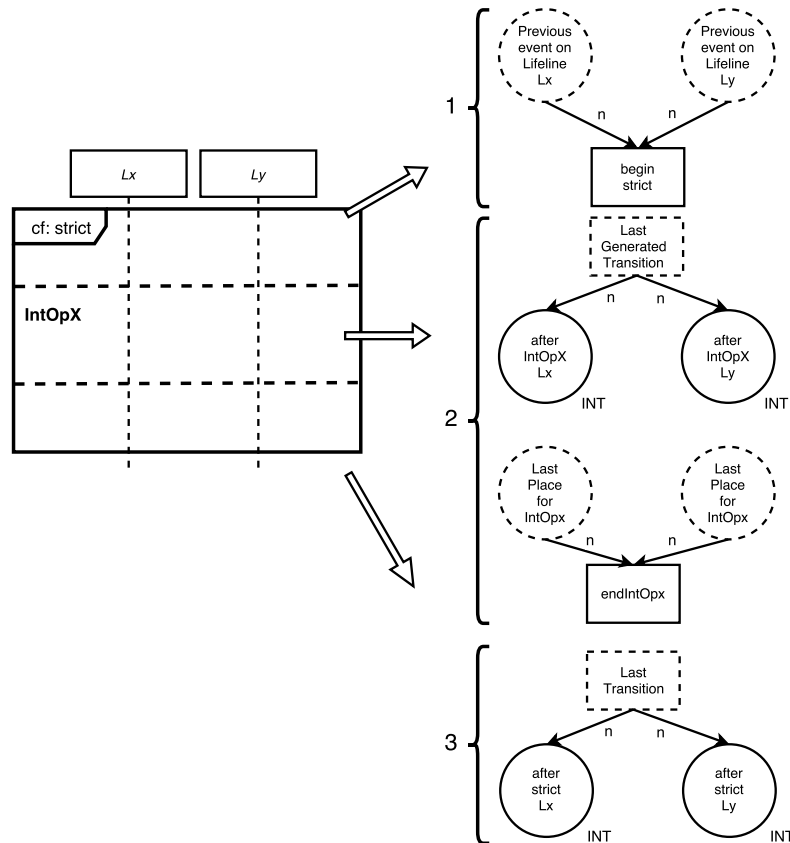 Lx
Ly
cf: strict
IntOpX
1
Previous
event on
Lifeline
Lx
Previous
event on
Lifeline
Ly
n
n
begin
strict
2
Last
Generated
Transition
n
n
after
IntOpX
Lx
INT
after
IntOpX
Ly
INT
Last
Place
for
IntOpx
Last
Place
for
IntOpx
n
n
endIntOpx
3
Last
Transition
n
n
after
strict
Lx
INT
after
strict
Ly
INT